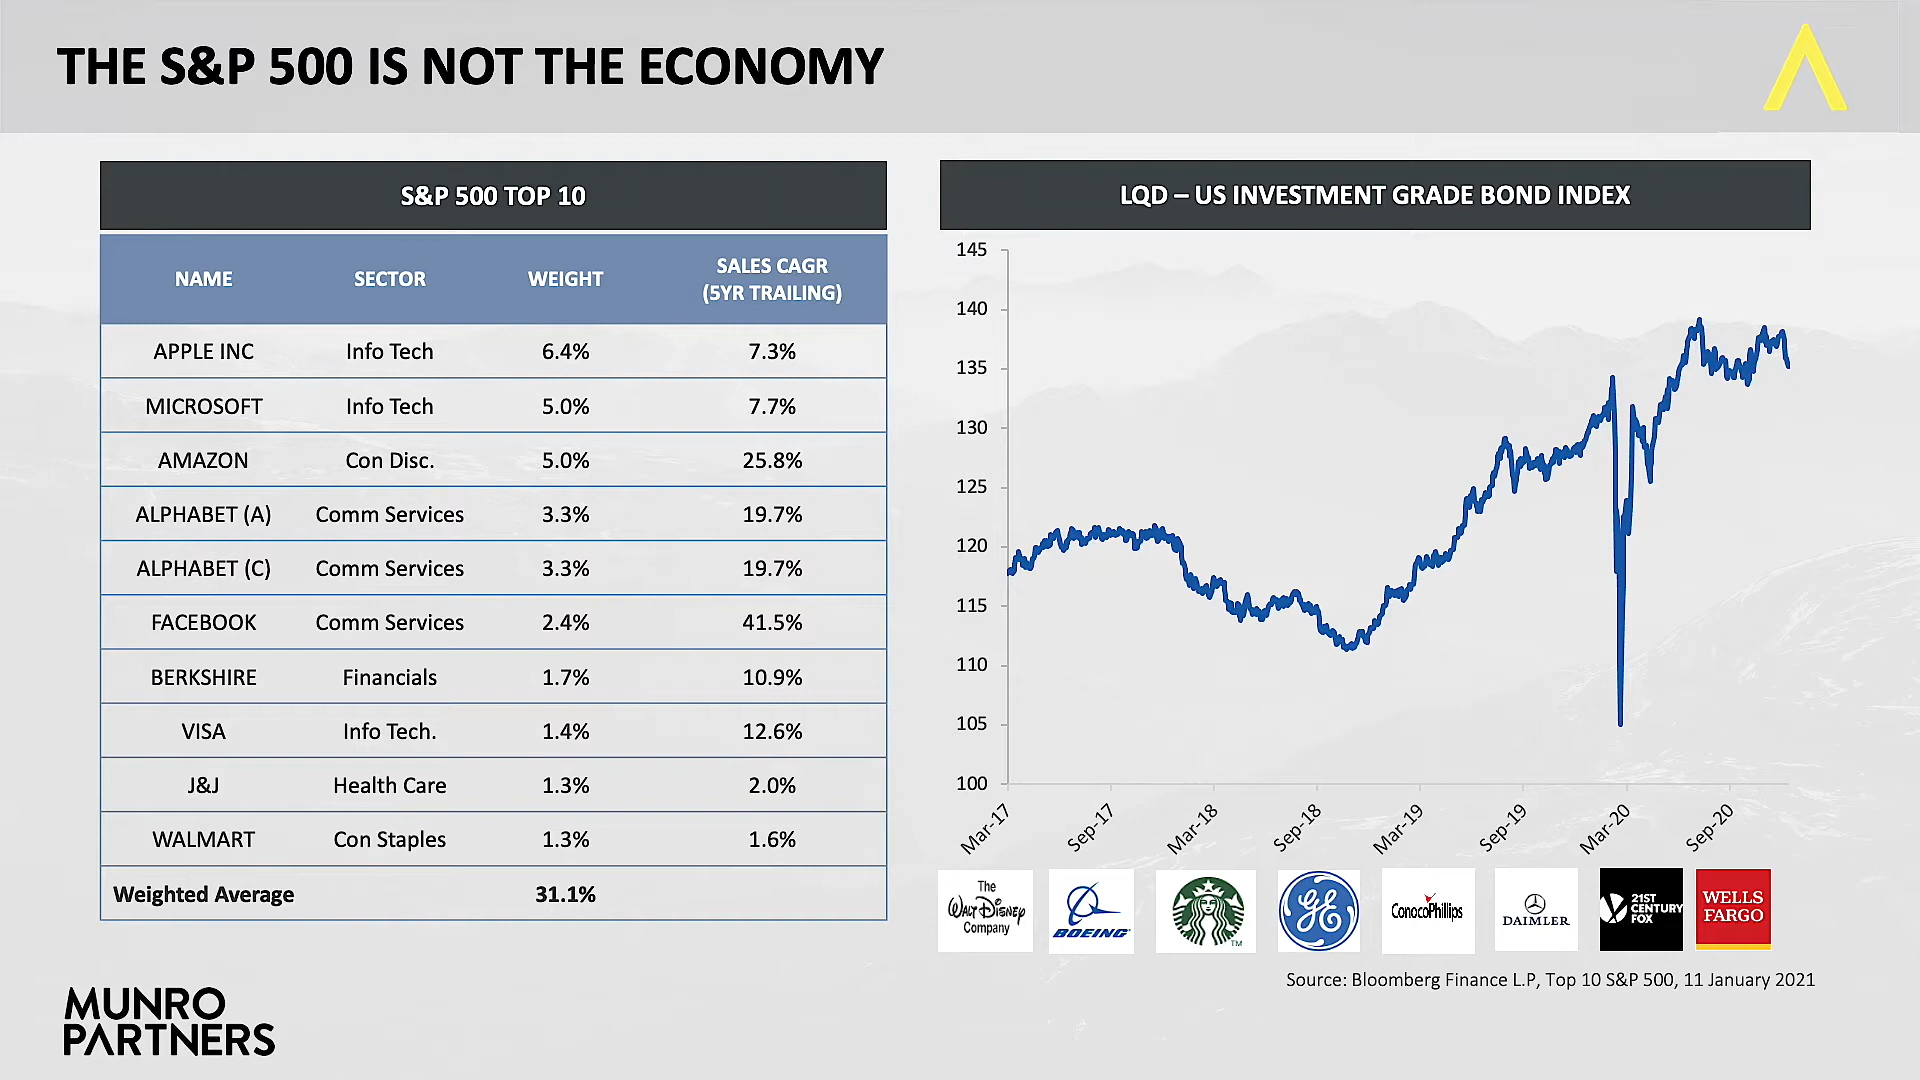 THE S&P 500 IS NOT THE ECONOMY
S&P 500 TOP 10
NAME SECTOR WEIGHT SALES CAGR (5YR TRAILING)
APPLE INC Info Tech 6.4% 7.3%
MICROSOFT Info Tech 5.0% 7.7%
AMAZON Con Disc. 5.0% 25.8%
ALPHABET (A) Comm Services 3.3% 19.7%
ALPHABET (C) Comm Services 3.3% 19.7%
FACEBOOK Comm Services 2.4% 41.5%
BERKSHIRE Financials 1.7% 10.9%
VISA Info Tech. 1.4% 12.6%
J&J Health Care 1.3% 2.0%
WALMART Con Staples 1.3% 1.6%
Weighted Average 31.1%
LQD – US INVESTMENT GRADE BOND INDEX
145
140
135
130
125
120
115
110
105
100
Mar-17 Sep-17 Mar-18 Sep-18 Mar-19 Sep-19 Mar-20 Sep-20
The
WALT DISNEY
Company
BOEING
TM
GE
ConocoPhillips
DAIMLER
21ST
CENTURY
FOX
WELLS
FARGO
Source: Bloomberg Finance L.P, Top 10 S&P 500, 11 January 2021
MUNRO
PARTNERS